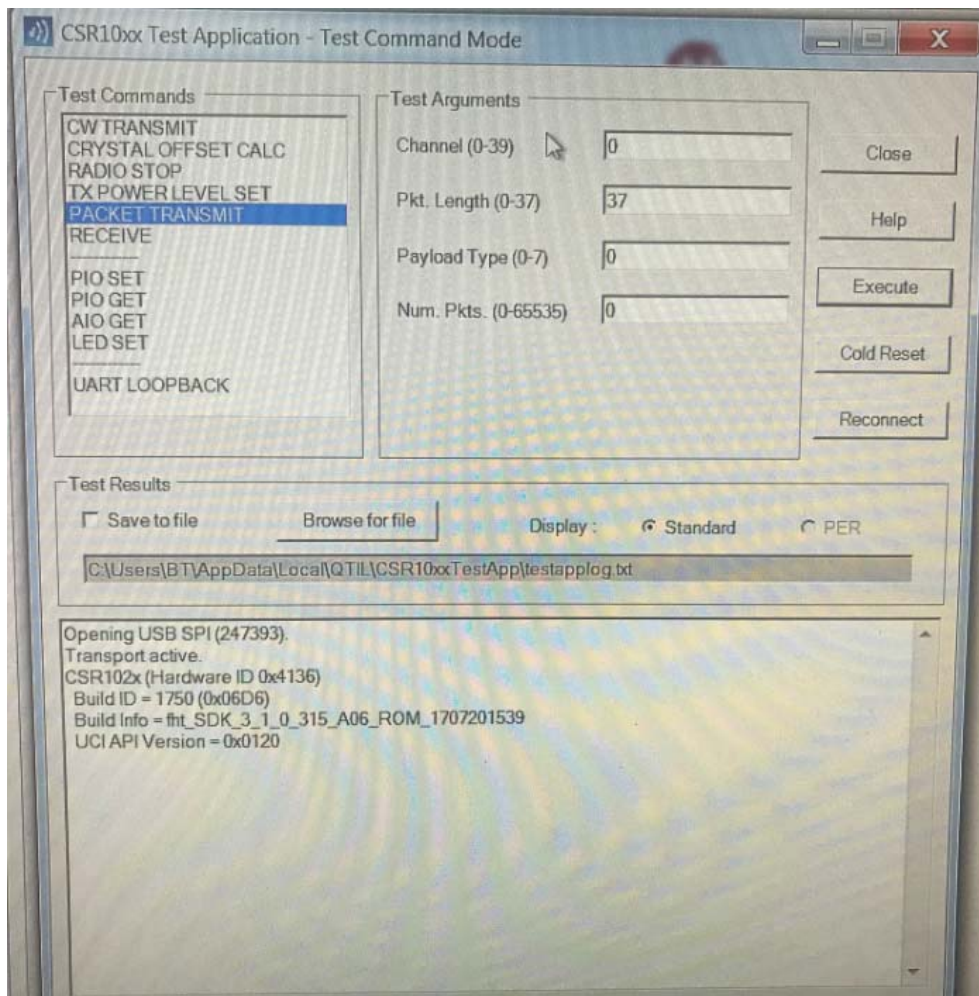 CSR10xx Test Application - Test Command Mode
Test Commands
CW TRANSMIT
CRYSTAL OFFSET CALC
RADIO STOP
TX POWER LEVEL SET
PACKET TRANSMIT
RECEIVE
PIO SET
PIO GET
AIO GET
LED SET
UART LOOPBACK
Test Arguments
Channel (0-39) 0
Pkt. Length (0-37) 37
Payload Type (0-7) 0
Num. Pkts. (0-65535) 0
Close
Help
Execute
Cold Reset
Reconnect
Test Results
Save to file Browse for file Display : Standard PER
C:\Users\BT\AppData\Local\QTIL\CSR10xxTestApp\testapplog.txt
Opening USB SPI (247393).
Transport active.
CSR102x (Hardware ID 0x4136)
Build ID = 1750 (0x06D6)
Build Info = fht_SDK_3_1_0_315_A06_ROM_1707201539
UCI API Version = 0x0120